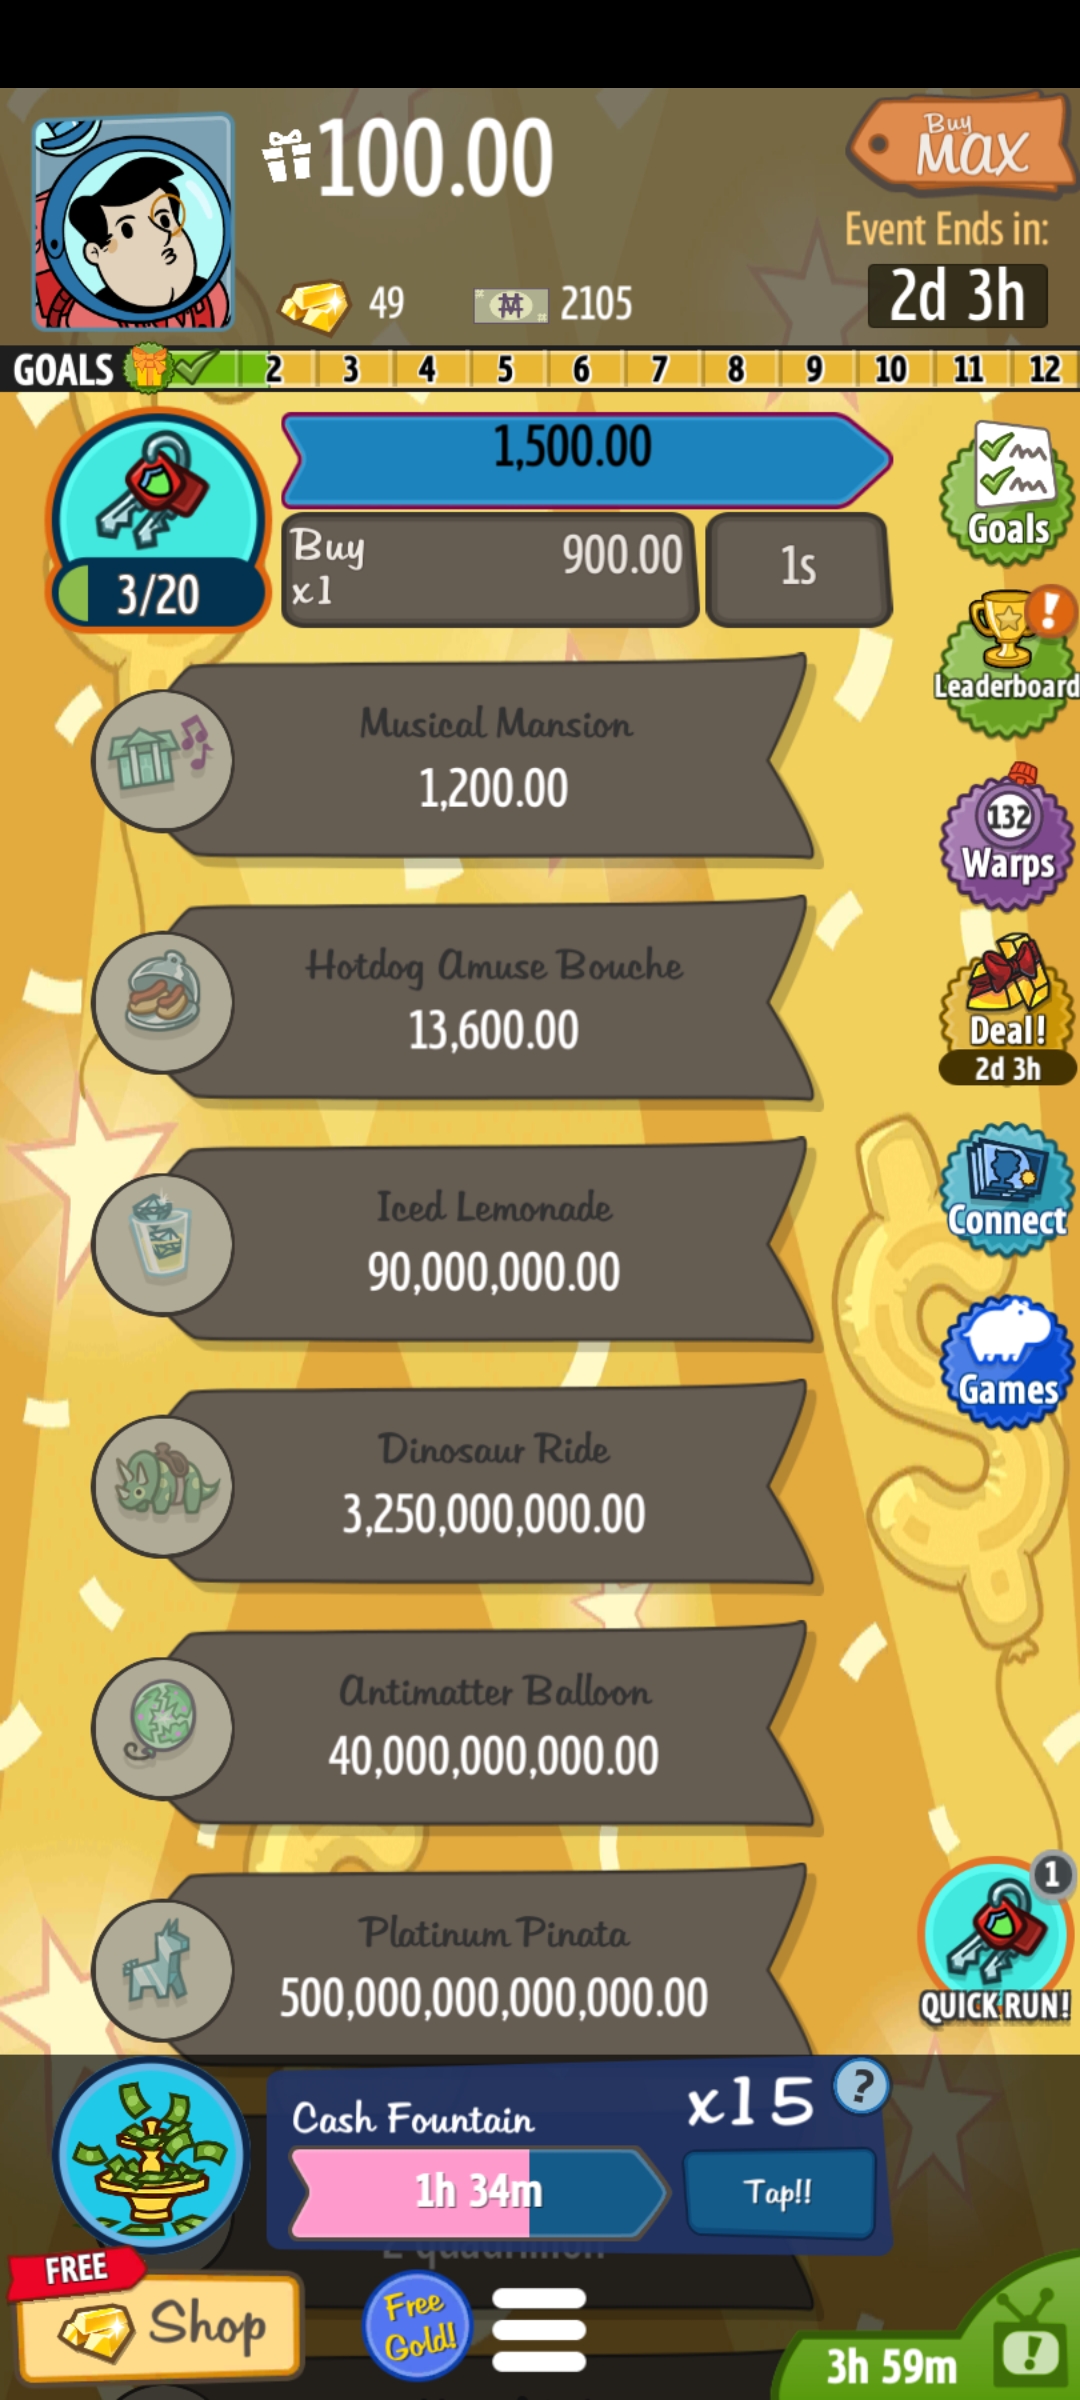 100.00
Buy
MAX
Event Ends in:
49
2105
2d 3h
GOALS 2 3 4 5 6 7 8 9 10 11 12
1,500.00
Buy
x1
900.00
1s
3/20
Goals
Leaderboard
Musical Mansion
1,200.00
132
Warps
Hotdog Amuse Bouche
13,600.00
Deal!
2d 3h
Iced Lemonade
90,000,000.00
Connect
Games
Dinosaur Ride
3,250,000,000.00
Antimatter Balloon
40,000,000,000.00
Platinum Pinata
500,000,000,000,000.00
1
QUICK RUN!
Cash Fountain
x15
?
1h 34m
Tap!!
FREE
Shop
Free
Gold!
3h 59m